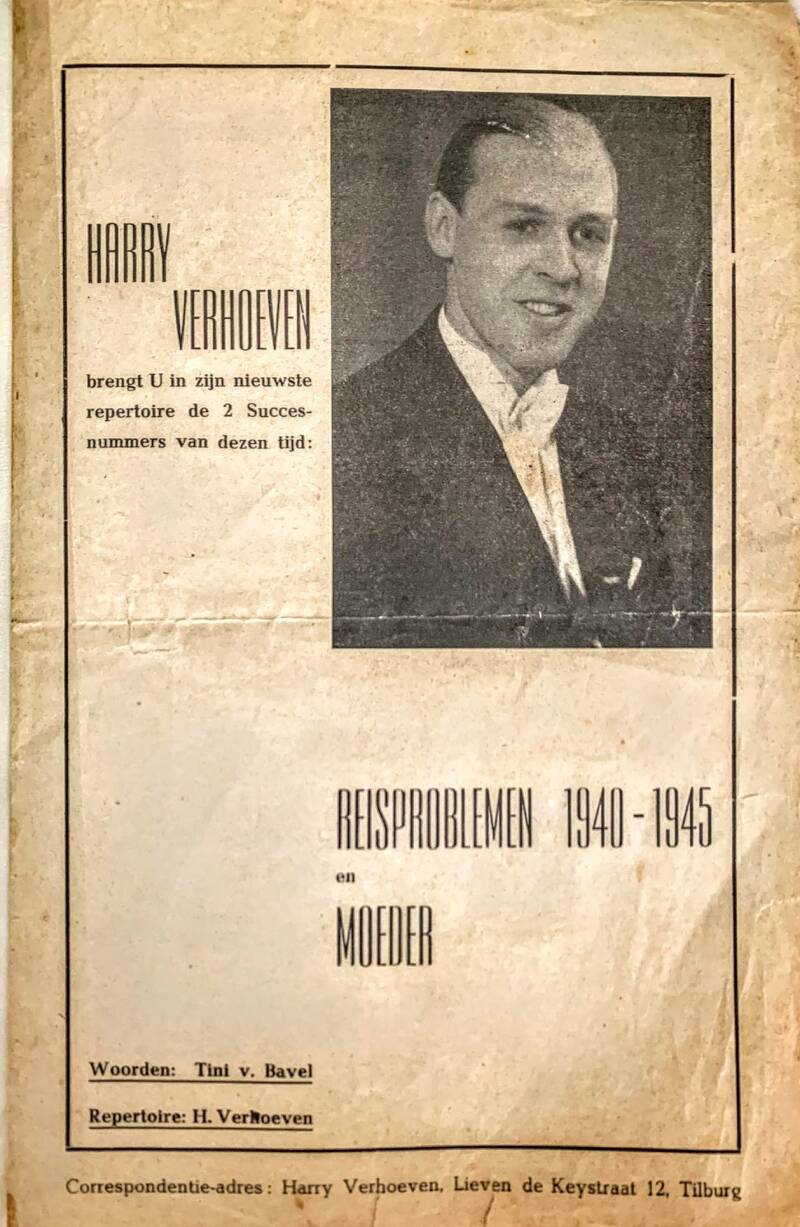 HARRY
VERHOEVEN
brengt U in zijn nieuwste
repertoire de 2 Succes-
nummers van dezen tijd:
REISPROBLEMEN 1940 - 1945
en
MOEDER
Woorden: Tini v. Bavel
Repertoire: H. Verhoeven
Correspondentie-adres: Harry Verhoeven, Lieven de Keystraat 12, Tilburg